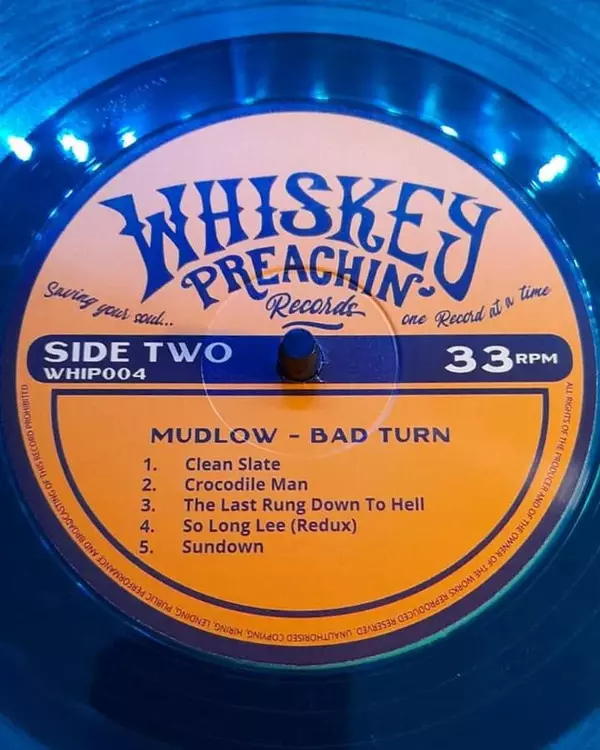 WHISKEY
PREACHIN'
Records
Saving your soul...
one Record at a time
SIDE TWO
WHIP004
33RPM
MUDLOW - BAD TURN
1. Clean Slate
2. Crocodile Man
3. The Last Rung Down To Hell
4. So Long Lee (Redux)
5. Sundown
ALL RIGHTS OF THE PRODUCER AND OF THE OWNER OF THE WORKS REPRODUCED RESERVED. UNAUTHORISED COPYING, HIRING, LENDING, PUBLIC PERFORMANCE AND BROADCASTING OF THIS RECORD PROHIBITED.